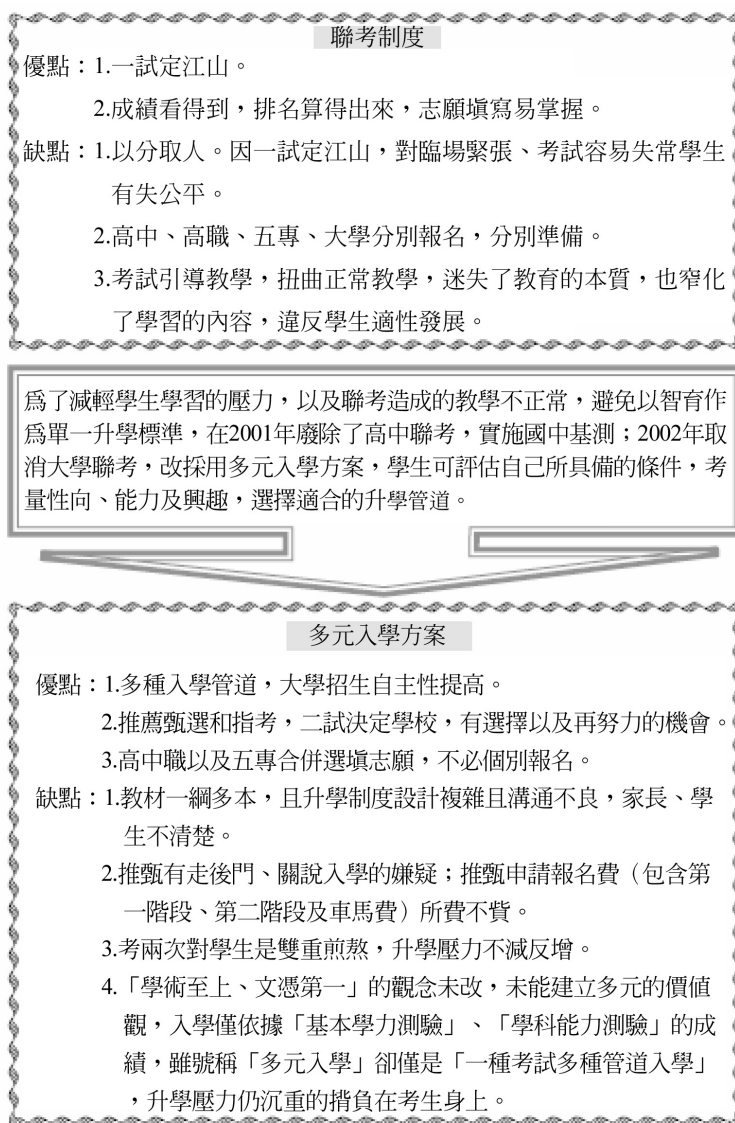 聯考制度
優點：1.一試定江山。
2.成績看得到，排名算得出來，志願填寫易掌握。
缺點：1.以分取人。因一試定江山，對臨場緊張、考試容易失常學生
有失公平。
2.高中、高職、五專、大學分別報名，分別準備。
3.考試引導教學，扭曲正常教學，迷失了教育的本質，也窄化
了學習的內容，違反學生適性發展。
為了減輕學生學習的壓力，以及聯考造成的教學不正常，避免以智育作
為單一升學標準，在2001年廢除了高中聯考，實施國中基測；2002年取
消大學聯考，改採用多元入學方案，學生可評估自己所具備的條件，考
量性向、能力及興趣，選擇適合的升學管道。
多元入學方案
優點：1.多種入學管道，大學招生自主性提高。
2.推薦甄選和指考，二試決定學校，有選擇以及再努力的機會。
3.高中職以及五專合併選填志願，不必個別報名。
缺點：1.教材一綱多本，且升學制度設計複雜且溝通不良，家長、學
生不清楚。
2.推甄有走後門、關說入學的嫌疑；推甄申請報名費（包含第
一階段、第二階段及車馬費）所費不貲。
3.考兩次對學生是雙重煎熬，升學壓力不減反增。
4.「學術至上、文憑第一」的觀念未改，未能建立多元的價值
觀，入學僅依據「基本學力測驗」、「學科能力測驗」的成
績，雖號稱「多元入學」卻僅是「一種考試多種管道入學」
，升學壓力仍沉重的揹負在考生身上。